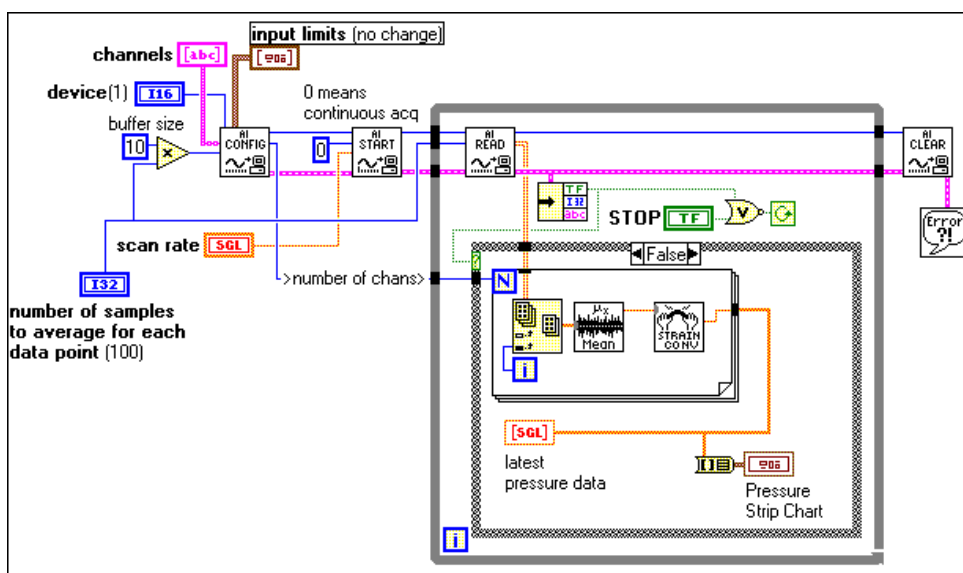 input limits (no change)
channels [abc]
device(1) I16
0 means
continuous acq
buffer size
10
x
AI
CONFIG
0
AI
START
AI
READ
AI
CLEAR
TF
I32
abc
STOP TF
V
Error
?!
scan rate SGL
?
False
>number of chans>
N
I32
number of samples
to average for each
data point (100)
μx
Mean
STRAIN
CONV
i
[SGL]
latest
pressure data
Pressure
Strip Chart
i